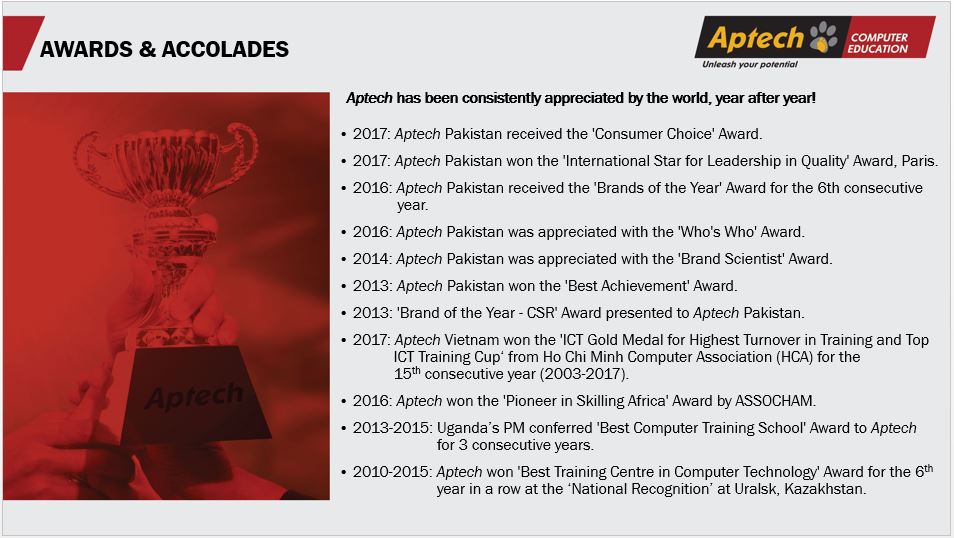 AWARDS & ACCOLADES
Aptech
COMPUTER
EDUCATION
Unleash your potential
Aptech has been consistently appreciated by the world, year after year!
• 2017: Aptech Pakistan received the 'Consumer Choice' Award.
• 2017: Aptech Pakistan won the 'International Star for Leadership in Quality' Award, Paris.
• 2016: Aptech Pakistan received the 'Brands of the Year' Award for the 6th consecutive
year.
• 2016: Aptech Pakistan was appreciated with the 'Who's Who' Award.
• 2014: Aptech Pakistan was appreciated with the 'Brand Scientist' Award.
• 2013: Aptech Pakistan won the 'Best Achievement' Award.
• 2013: 'Brand of the Year - CSR' Award presented to Aptech Pakistan.
• 2017: Aptech Vietnam won the 'ICT Gold Medal for Highest Turnover in Training and Top
ICT Training Cup‘ from Ho Chi Minh Computer Association (HCA) for the
15th consecutive year (2003-2017).
• 2016: Aptech won the 'Pioneer in Skilling Africa' Award by ASSOCHAM.
• 2013-2015: Uganda’s PM conferred 'Best Computer Training School' Award to Aptech
for 3 consecutive years.
• 2010-2015: Aptech won 'Best Training Centre in Computer Technology' Award for the 6th
year in a row at the ‘National Recognition’ at Uralsk, Kazakhstan.
Aptech